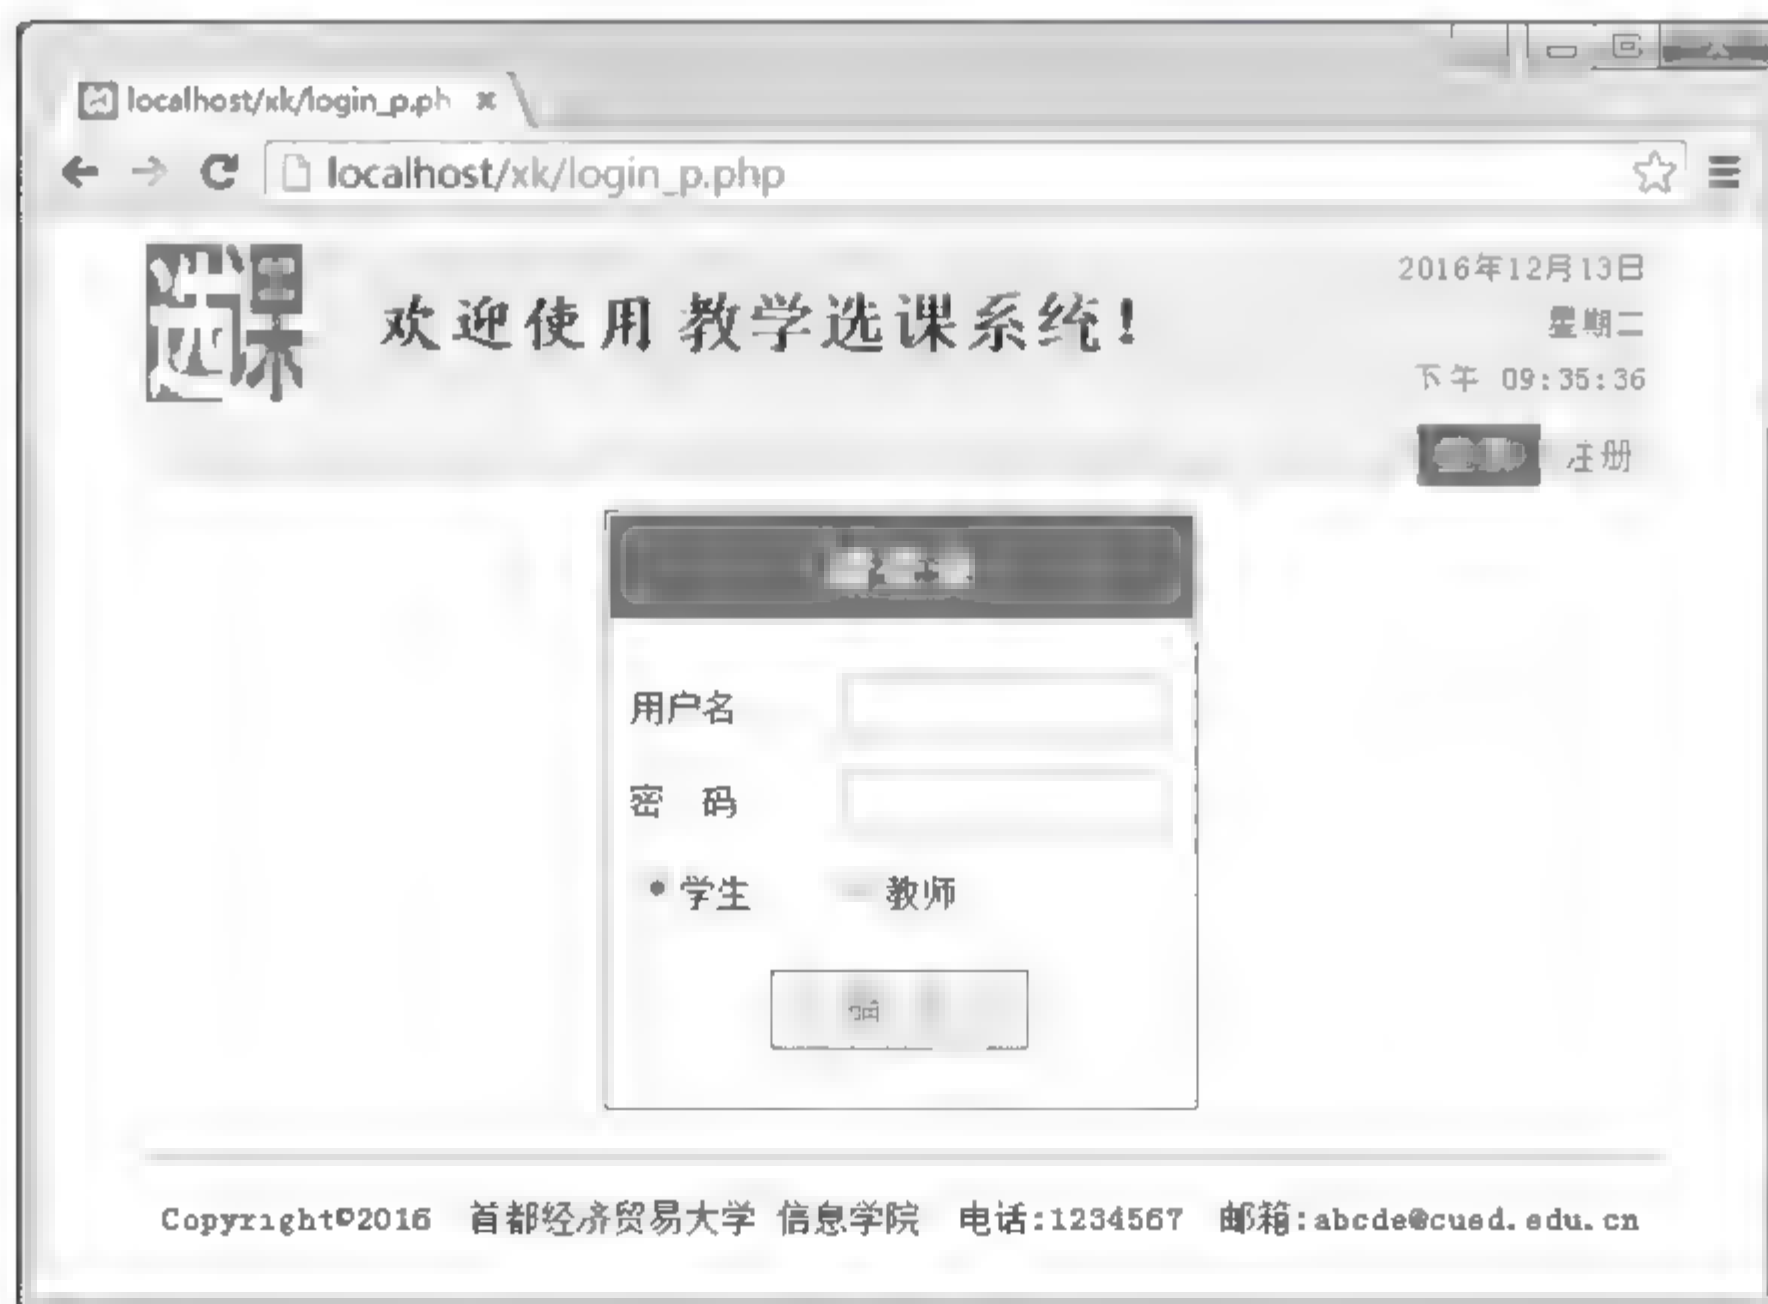 localhost/xk/login_p.ph
localhost/xk/login_p.php
选课
欢迎使用 教学选课系统!
2016年12月13日
星期二
下午 09:35:36
注册
用户名
密 码
学生 教师
Copyright©2016 首都经济贸易大学 信息学院 电话:1234567 邮箱:abcde@cued.edu.cn